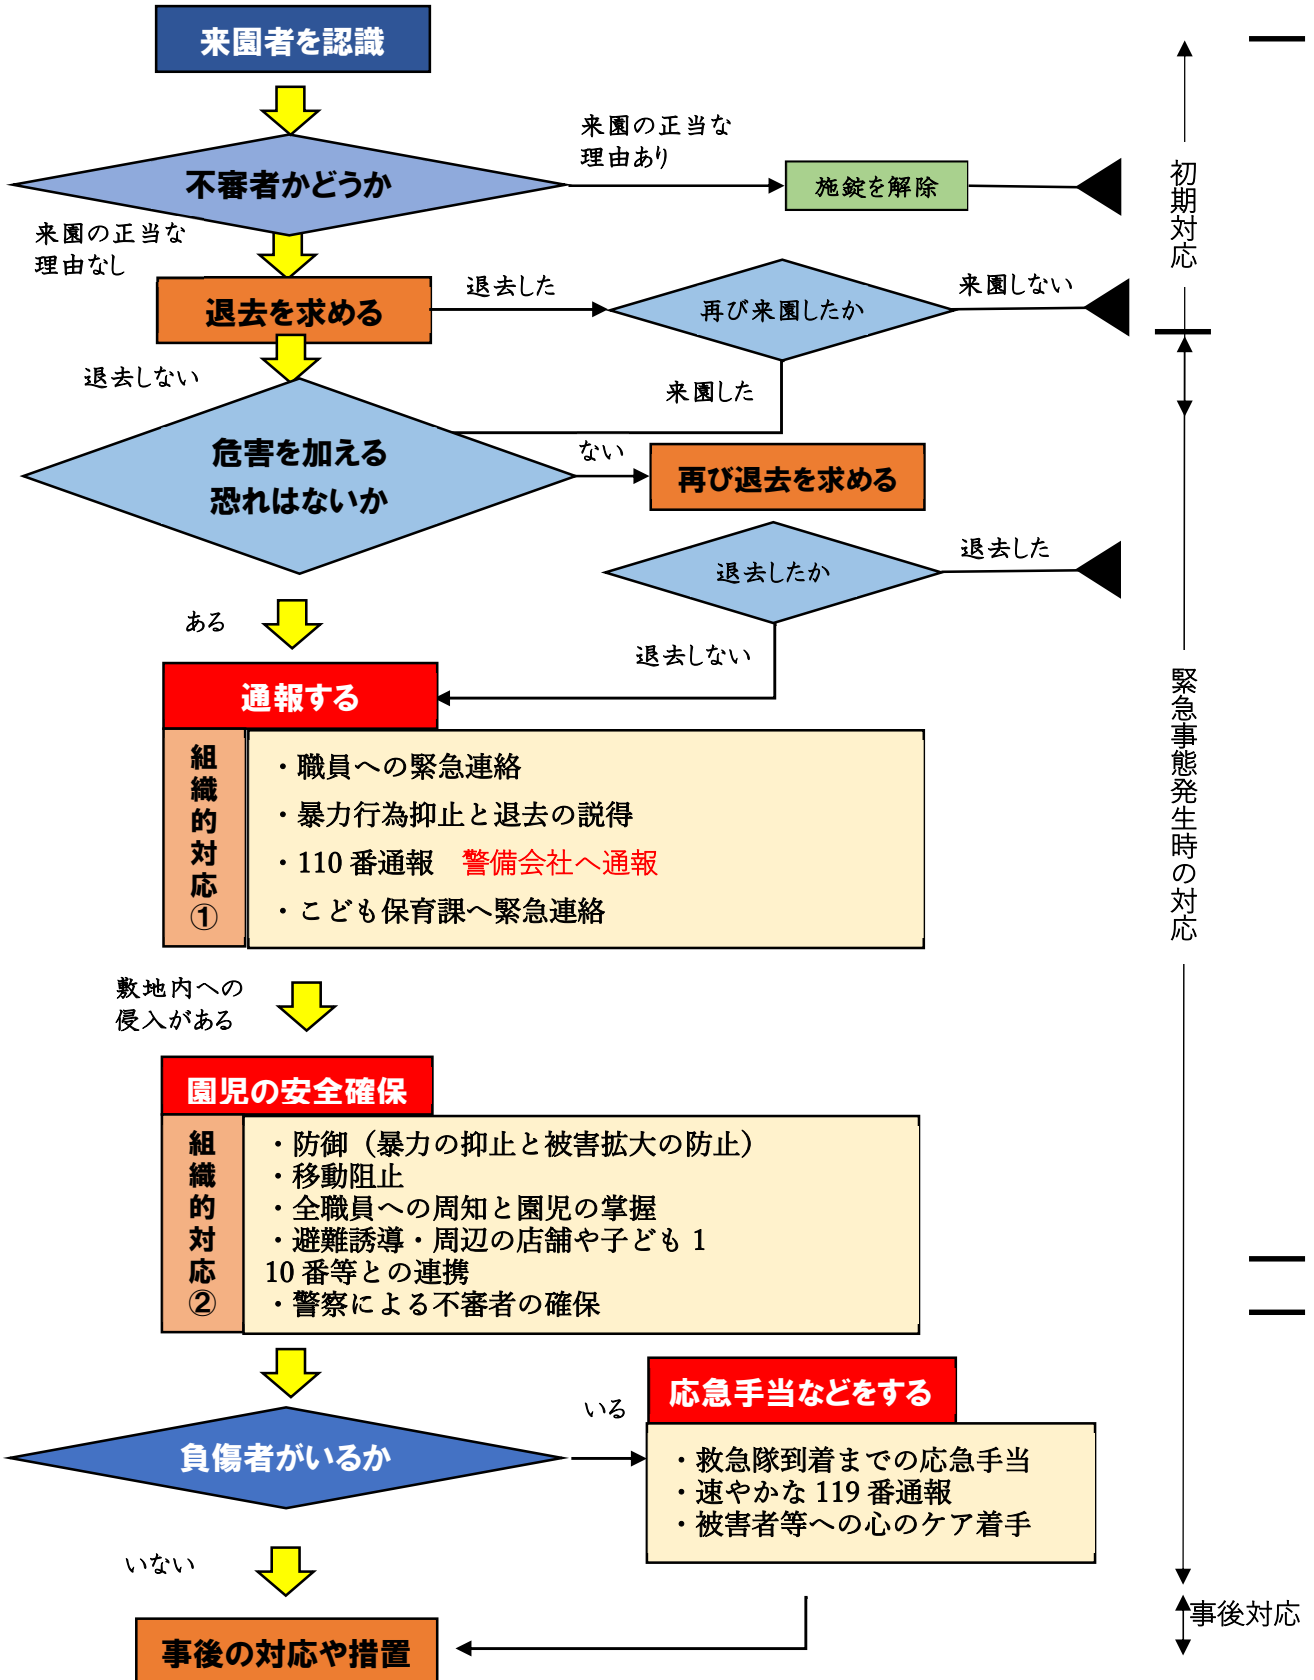 来園者を認識
来園の正当な
理由あり
不審者かどうか
施錠を解除
初期対応
来園の正当な
理由なし
退去を求める
退去した
再び来園したか
来園しない
退去しない
来園した
危害を加える
恐れはないか
ない
再び退去を求める
退去したか
退去した
ある
退去しない
通報する
組織的対応①
・職員への緊急連絡
・暴力行為抑止と退去の説得
・110番通報　警備会社へ通報
・こども保育課へ緊急連絡
緊急事態発生時の対応
敷地内への
侵入がある
園児の安全確保
組織的対応②
・防御（暴力の抑止と被害拡大の防止）
・移動阻止
・全職員への周知と園児の掌握
・避難誘導・周辺の店舗や子ども1
10番等との連携
・警察による不審者の確保
負傷者がいるか
いる
応急手当などをする
・救急隊到着までの応急手当
・速やかな119番通報
・被害者等への心のケア着手
いない
事後の対応や措置
事後対応